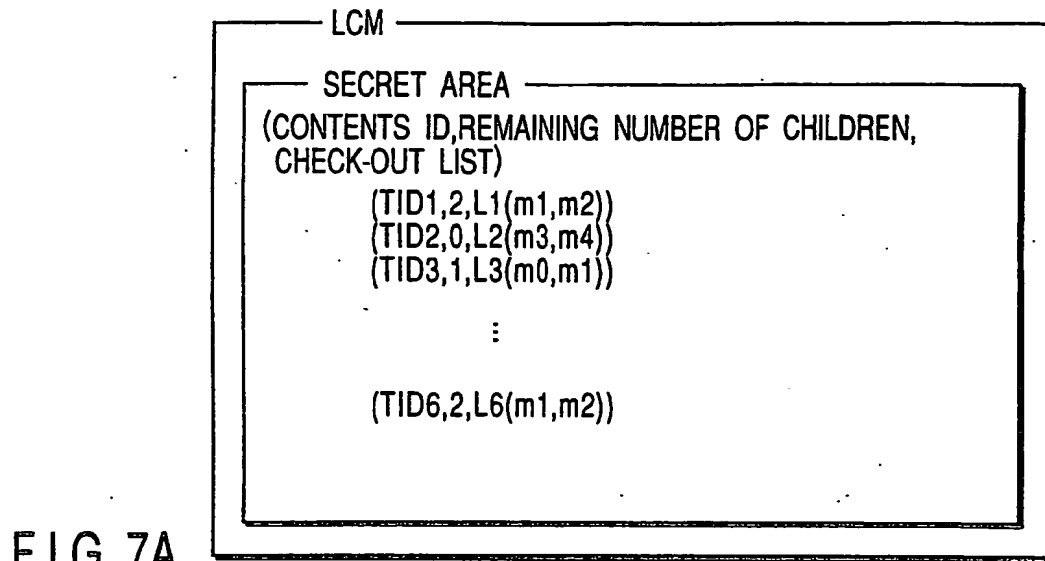 LCM
SECRET AREA
(CONTENTS ID,REMAINING NUMBER OF CHILDREN,
CHECK-OUT LIST)
(TID1,2,L1(m1,m2))
(TID2,0,L2(m3,m4))
(TID3,1,L3(m0,m1))
⋮
(TID6,2,L6(m1,m2))
FIG. 7A